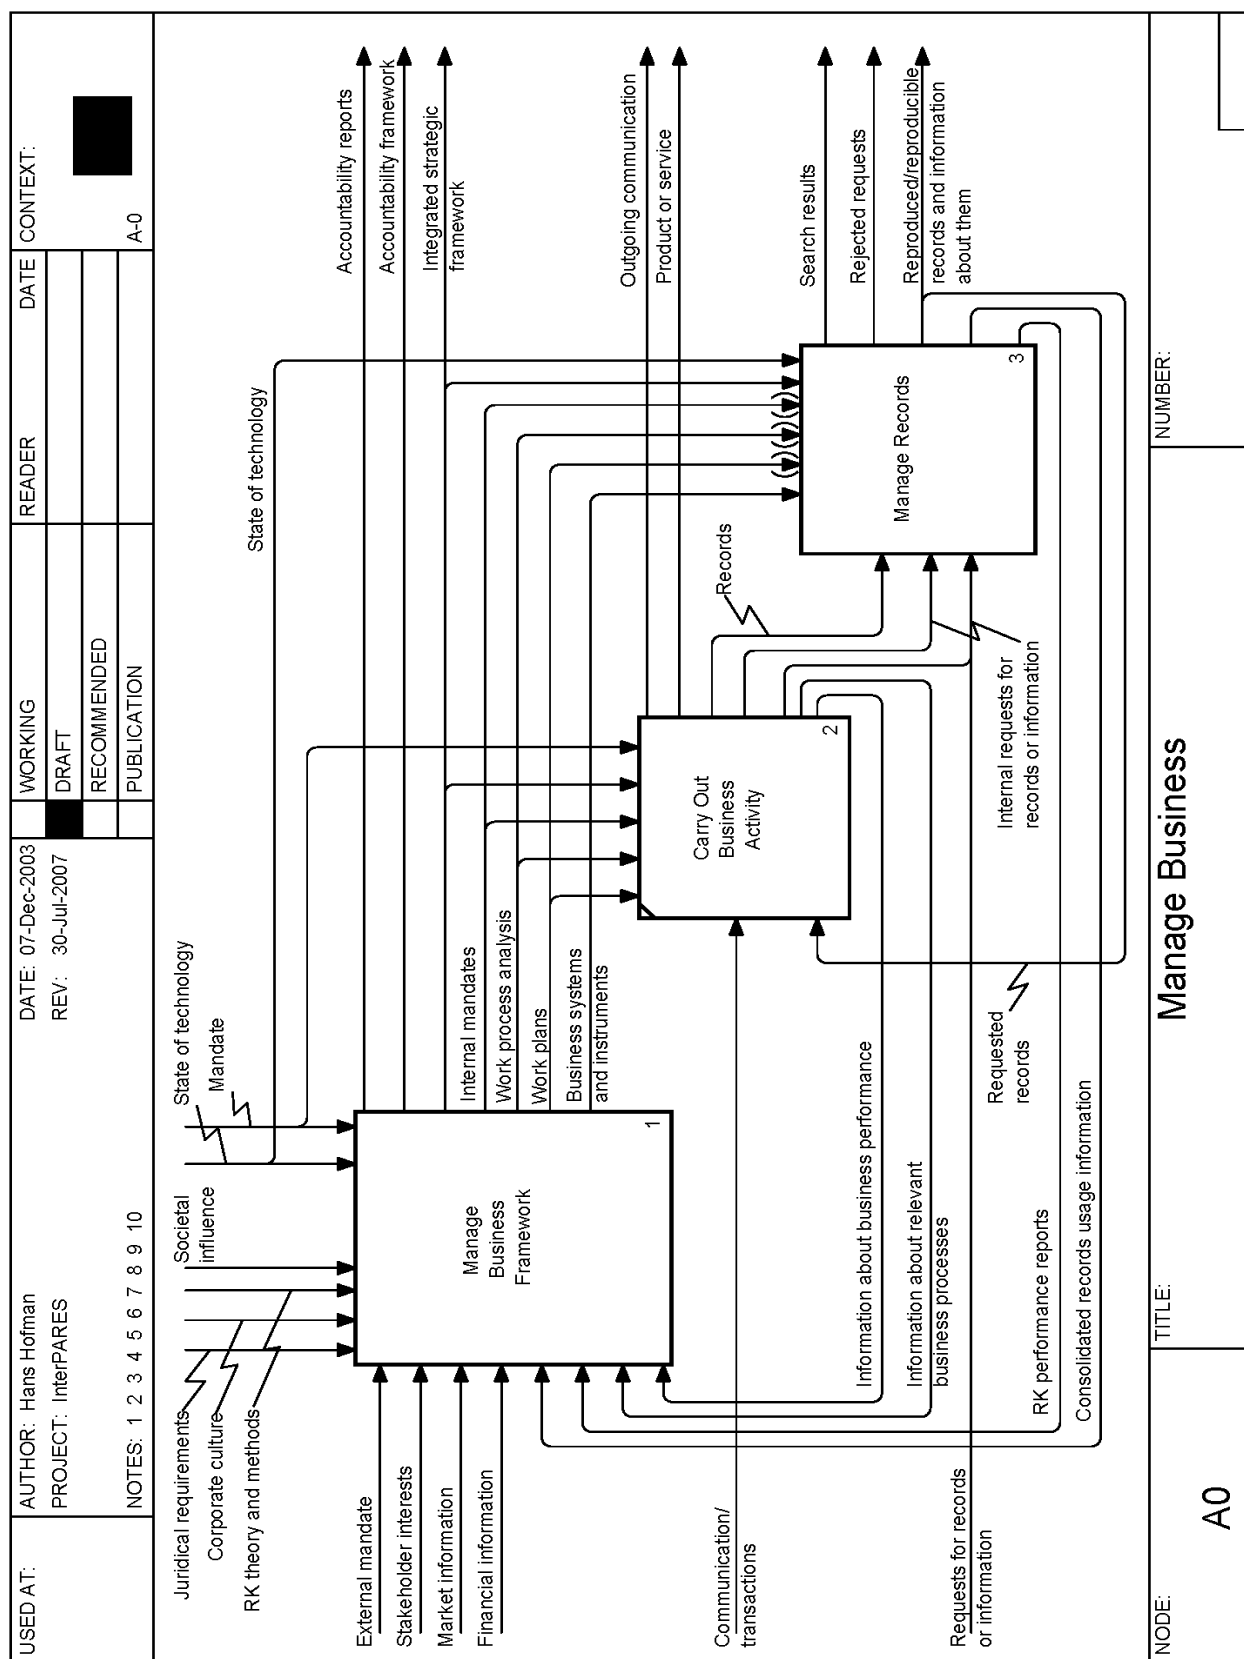 USED AT:
AUTHOR: Hans Hofman
PROJECT: InterPARES
NOTES: 1 2 3 4 5 6 7 8 9 10
DATE: 07-Dec-2003
REV: 30-Jul-2007
WORKING
DRAFT
RECOMMENDED
PUBLICATION
READER
DATE
CONTEXT:
A-0
Juridical requirements
Corporate culture
RK theory and methods
Societal
influence
State of technology
Mandate
State of technology
Accountability reports
Accountability framework
Integrated strategic
framework
External mandate
Stakeholder interests
Market information
Financial information
Manage
Business
Framework
1
Internal mandates
Work process analysis
Work plans
Business systems
and instruments
Outgoing communication
Product or service
Communication/
transactions
Carry Out
Business
Activity
2
Records
Search results
Rejected requests
Reproduced/reproducible
records and information
about them
Manage Records
3
Information about business performance
Information about relevant
business processes
Internal requests for
records or information
Requests for records
or information
Requested
records
RK performance reports
Consolidated records usage information
NODE:
A0
TITLE:
Manage Business
NUMBER: